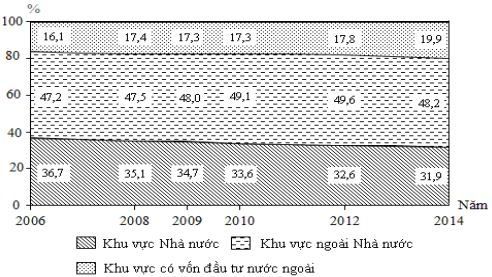 %
100
16,1 17,4 17,3 17,3 17,8 19,9
80
60
47,2 47,5 48,0 49,1 49,6 48,2
40
36,7 35,1 34,7 33,6 32,6 31,9
20
0
2006 2008 2009 2010 2012 2014 Năm
Khu vực Nhà nước Khu vực ngoài Nhà nước
Khu vực có vốn đầu tư nước ngoài